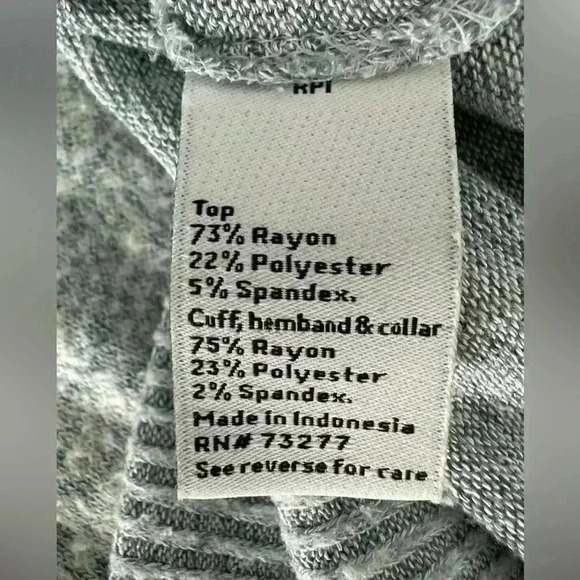 RPI
Top
73% Rayon
22% Polyester
5% Spandex.
Cuff, hemband & collar
75% Rayon
23% Polyester
2% Spandex.
Made in Indonesia
RN# 73277
See reverse for care